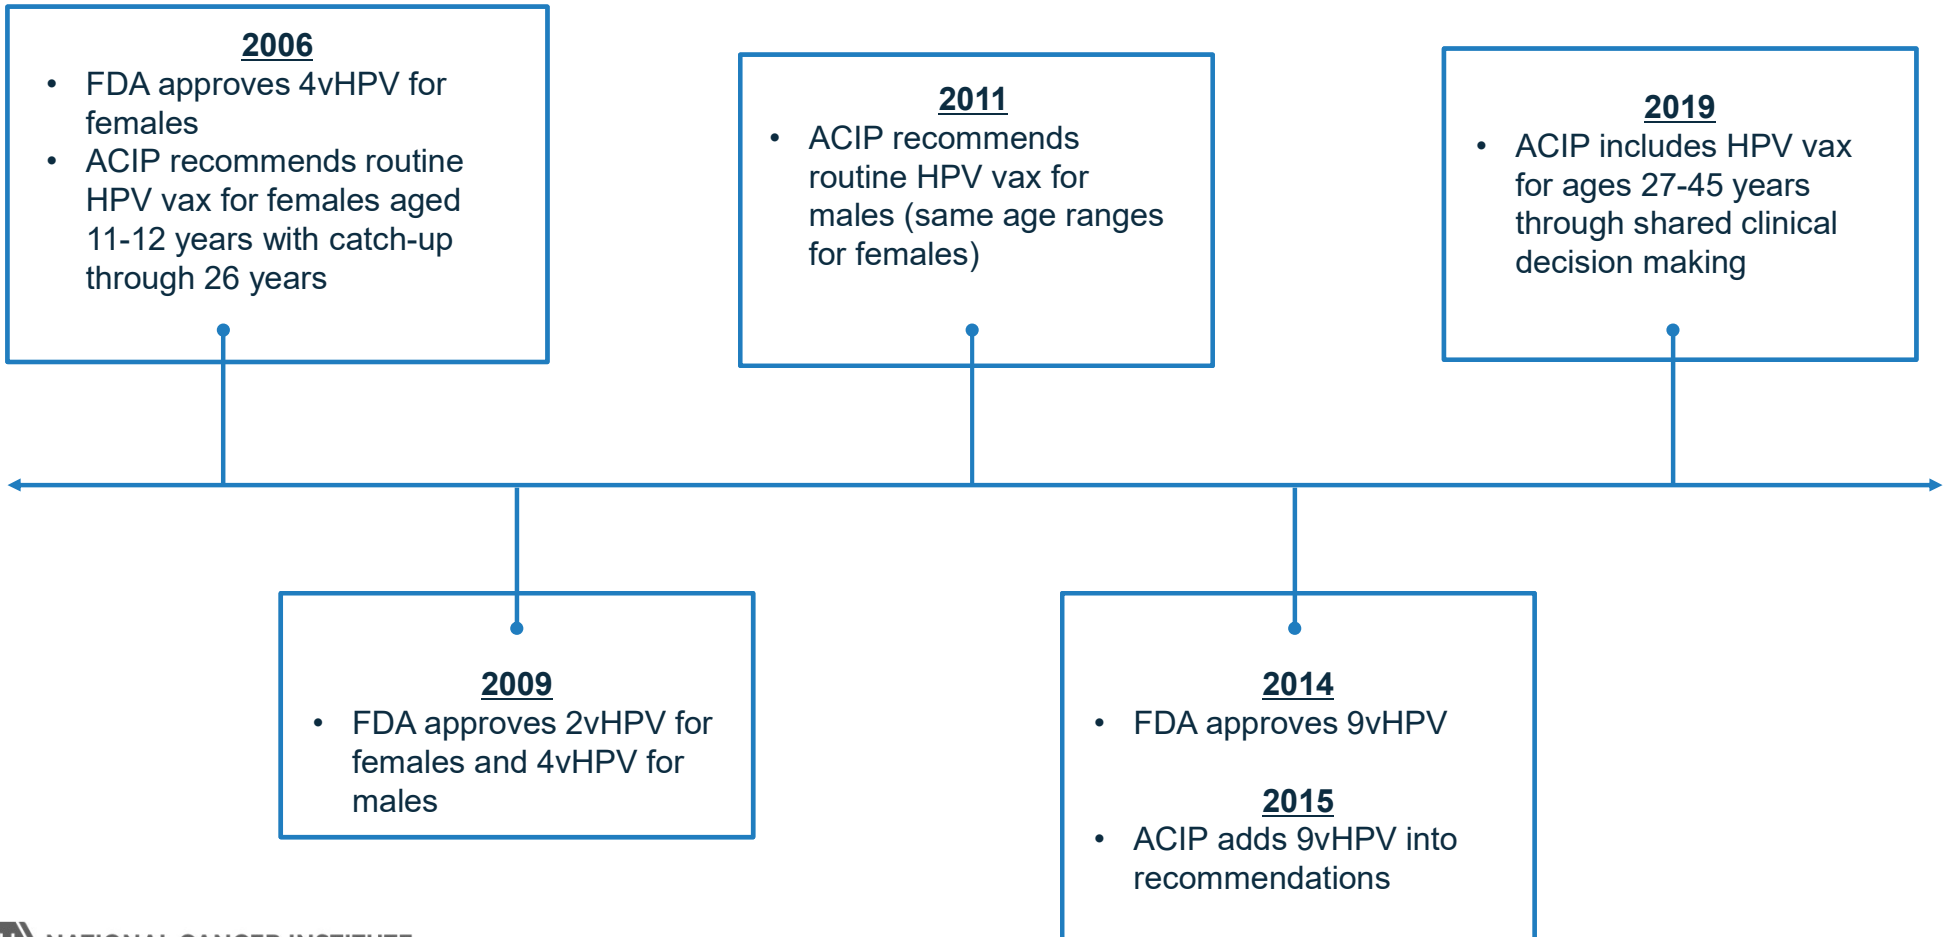 2006
• FDA approves 4vHPV for
females
• ACIP recommends routine
HPV vax for females aged
11-12 years with catch-up
through 26 years
2011
• ACIP recommends
routine HPV vax for
males (same age ranges
for females)
2019
• ACIP includes HPV vax
for ages 27-45 years
through shared clinical
decision making
2009
• FDA approves 2vHPV for
females and 4vHPV for
males
2014
• FDA approves 9vHPV
2015
• ACIP adds 9vHPV into
recommendations
NATIONAL CANCER INSTITUTE